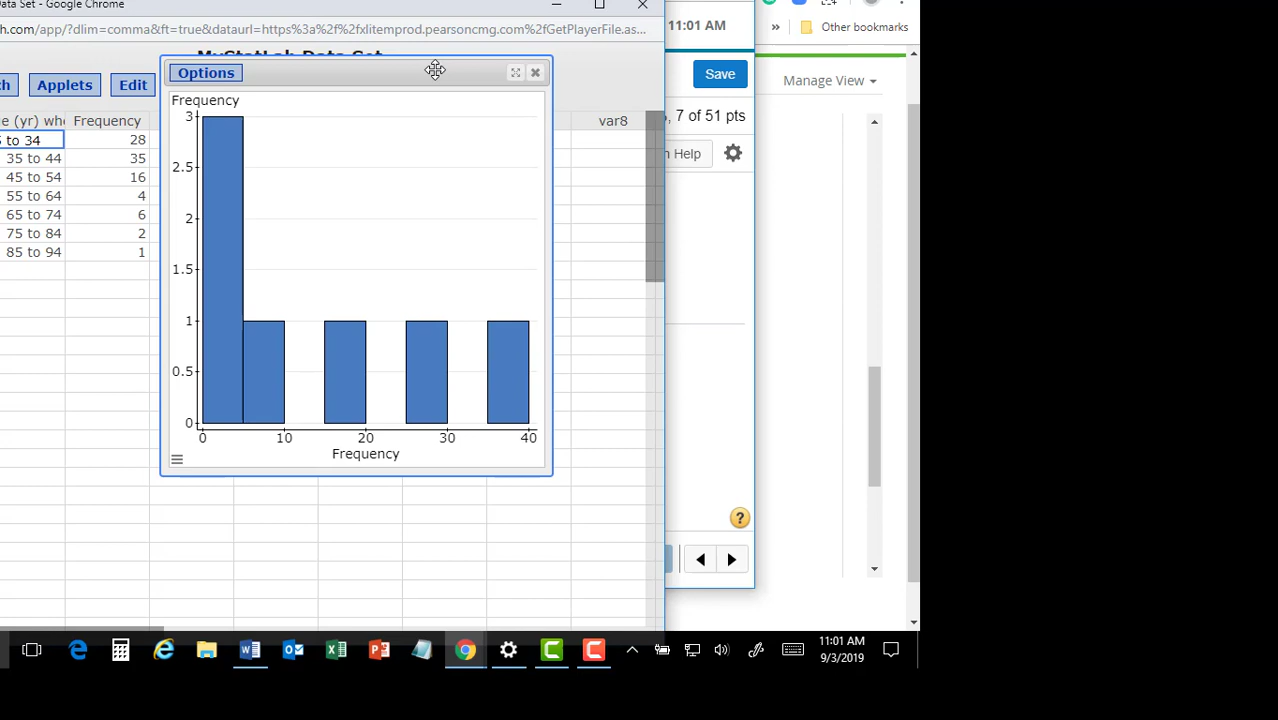 Data Set - Google Chrome
11:01 AM
Other bookmarks
th.com/app/?dlim=comma&ft=true&dataurl=https%3a%2f%2fxlitemprod.pearsoncmg.com%2fGetPlayerFile.as...
MyStatLab Data Set
Applets
Edit
Options
Save
Manage View
Frequency
, 7 of 51 pts
Help
Frequency
var8
to 34
28
35 to 44
35
45 to 54
16
55 to 64
4
65 to 74
6
75 to 84
2
85 to 94
1
3
2.5
2
1.5
1
0.5
0
0
10
20
30
40
Frequency
?
11:01 AM
9/3/2019